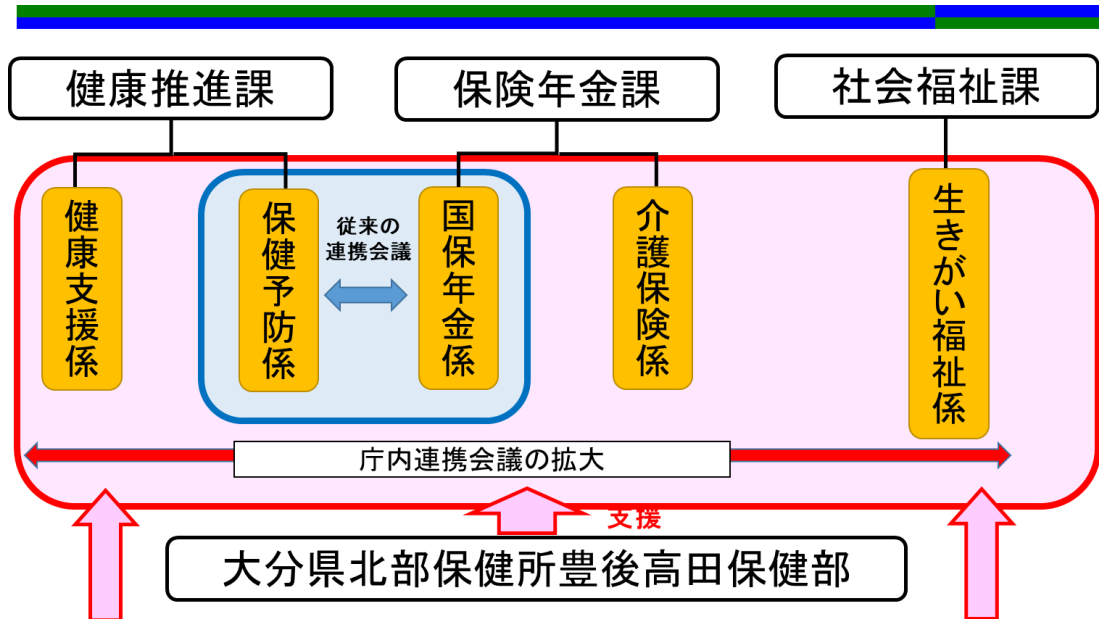 健康推進課
保険年金課
社会福祉課
健康支援係
保健予防係
従来の
連携会議
国保年金係
介護保険係
生きがい福祉係
庁内連携会議の拡大
支援
大分県北部保健所豊後高田保健部